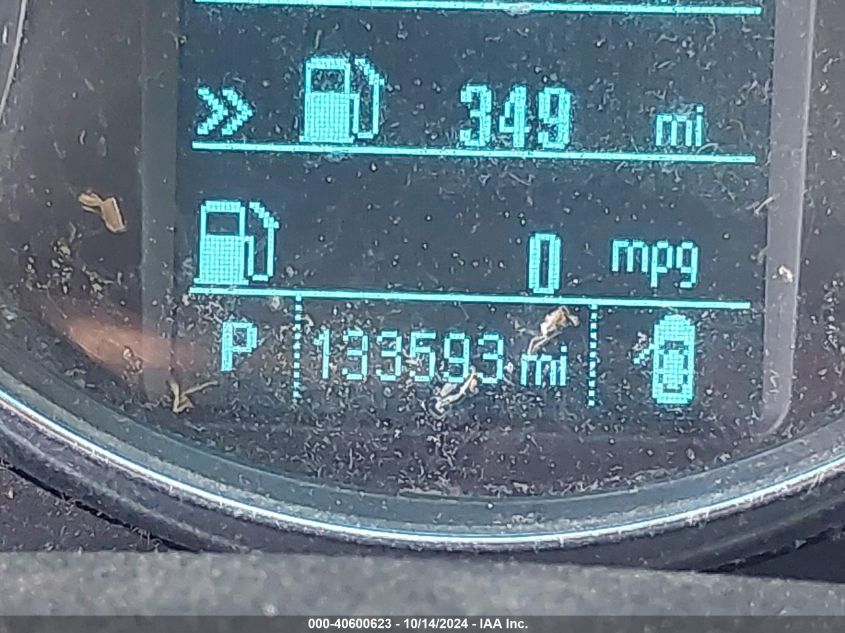 349 mi
0 mpg
P 133593 mi
000-40600623 - 10/14/2024 - IAA Inc.